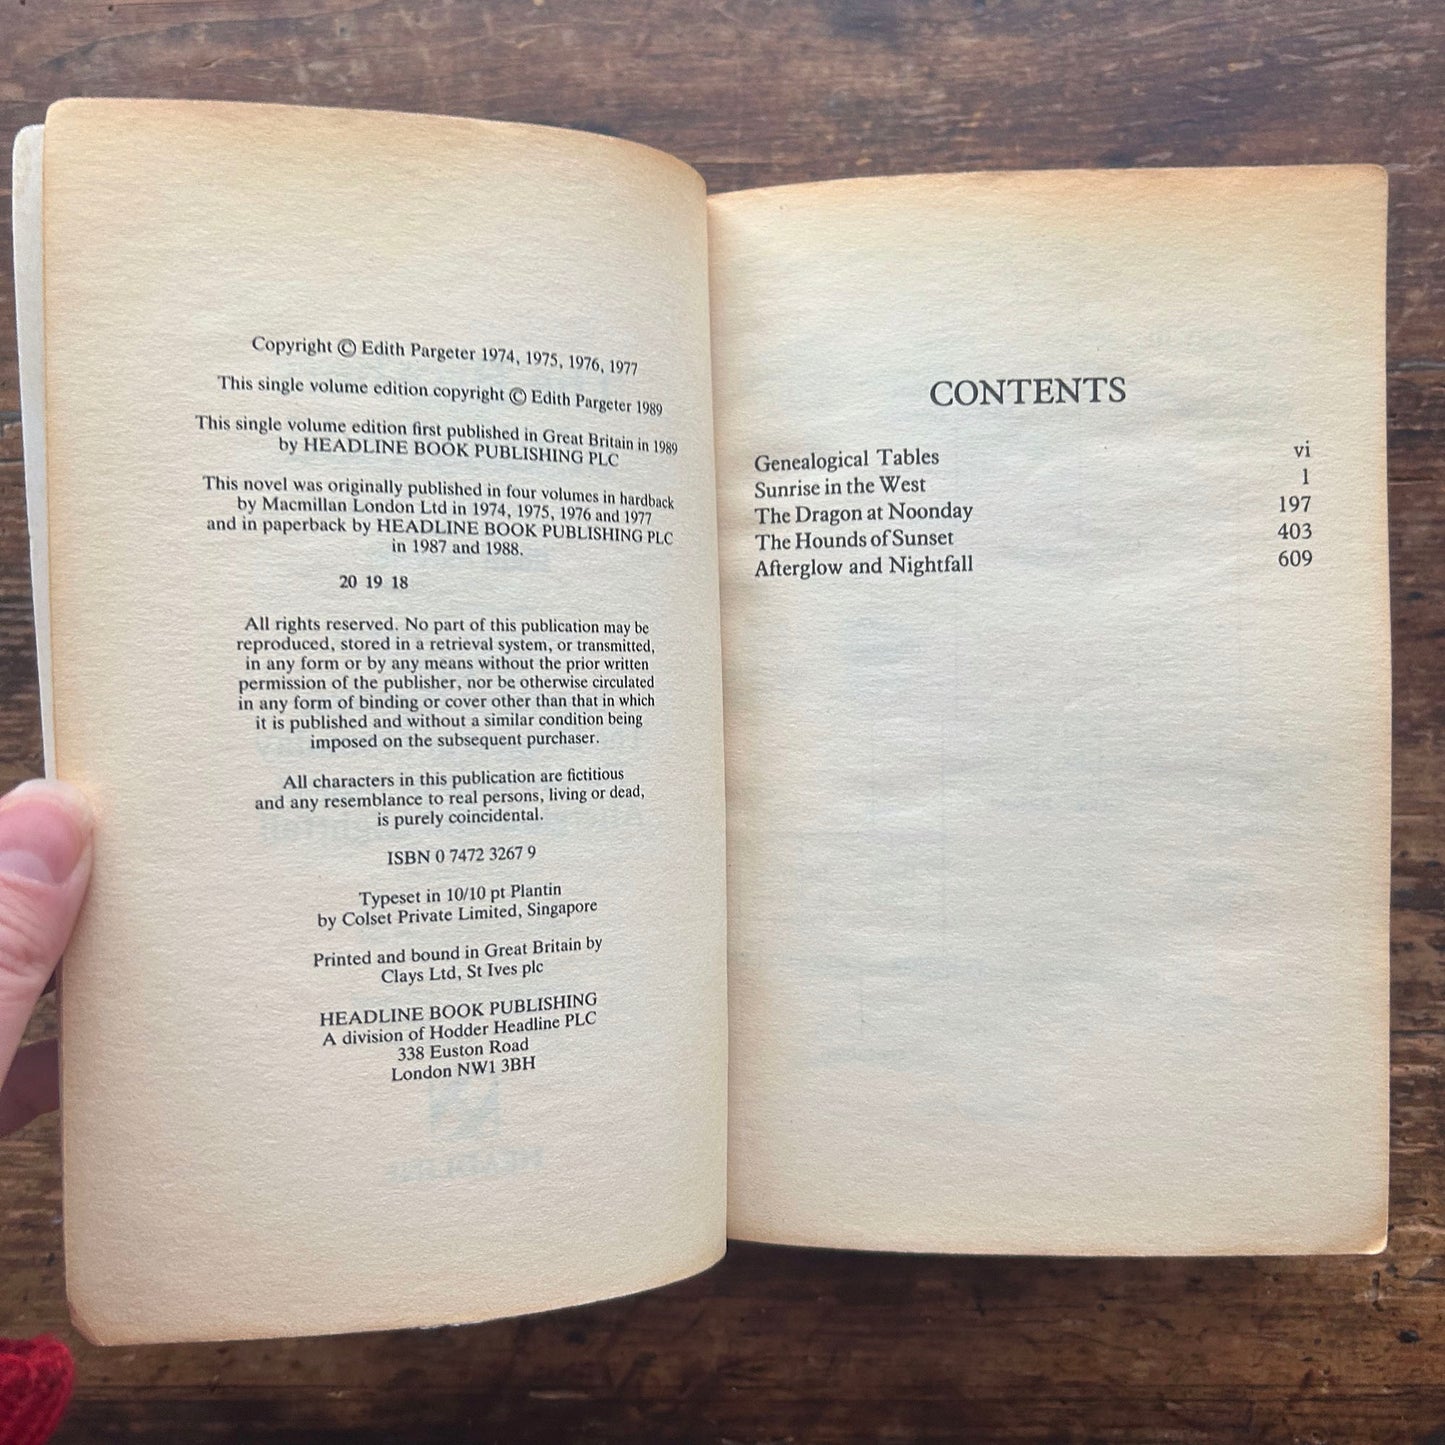 Copyright © Edith Pargeter 1974, 1975, 1976, 1977
This single volume edition copyright © Edith Pargeter 1989
This single volume edition first published in Great Britain in 1989
by HEADLINE BOOK PUBLISHING PLC
This novel was originally published in four volumes in hardback
by Macmillan London Ltd in 1974, 1975, 1976 and 1977
and in paperback by HEADLINE BOOK PUBLISHING PLC
in 1987 and 1988.
20 19 18
All rights reserved. No part of this publication may be
reproduced, stored in a retrieval system, or transmitted,
in any form or by any means without the prior written
permission of the publisher, nor be otherwise circulated
in any form of binding or cover other than that in which
it is published and without a similar condition being
imposed on the subsequent purchaser.
All characters in this publication are fictitious
and any resemblance to real persons, living or dead,
is purely coincidental.
ISBN 0 7472 3267 9
Typeset in 10/10 pt Plantin
by Colset Private Limited, Singapore
Printed and bound in Great Britain by
Clays Ltd, St Ives plc
HEADLINE BOOK PUBLISHING
A division of Hodder Headline PLC
338 Euston Road
London NW1 3BH
CONTENTS
Genealogical Tables vi
Sunrise in the West 1
The Dragon at Noonday 197
The Hounds of Sunset 403
Afterglow and Nightfall 609